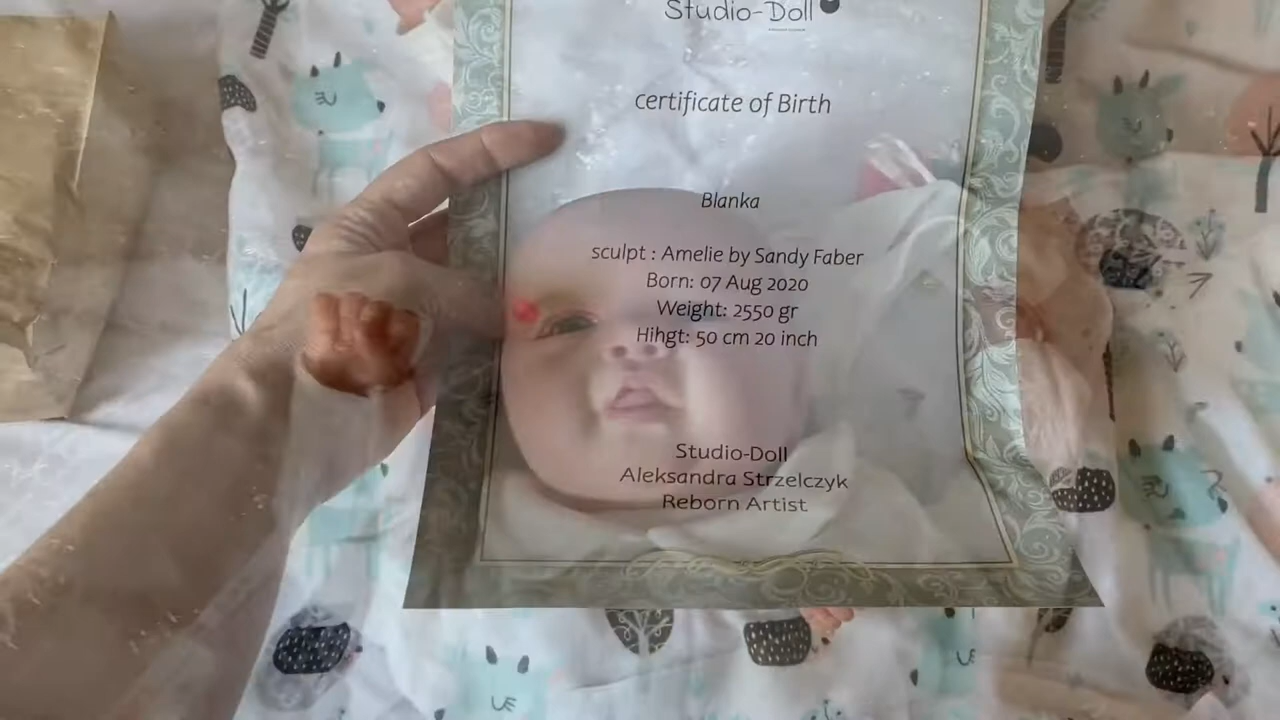 Studio-Doll
certificate of Birth
Blanka
sculpt : Amelie by Sandy Faber
Born: 07 Aug 2020
Weight: 2550 gr
Hihgt: 50 cm 20 inch
Studio-Doll
Aleksandra Strzelczyk
Reborn Artist